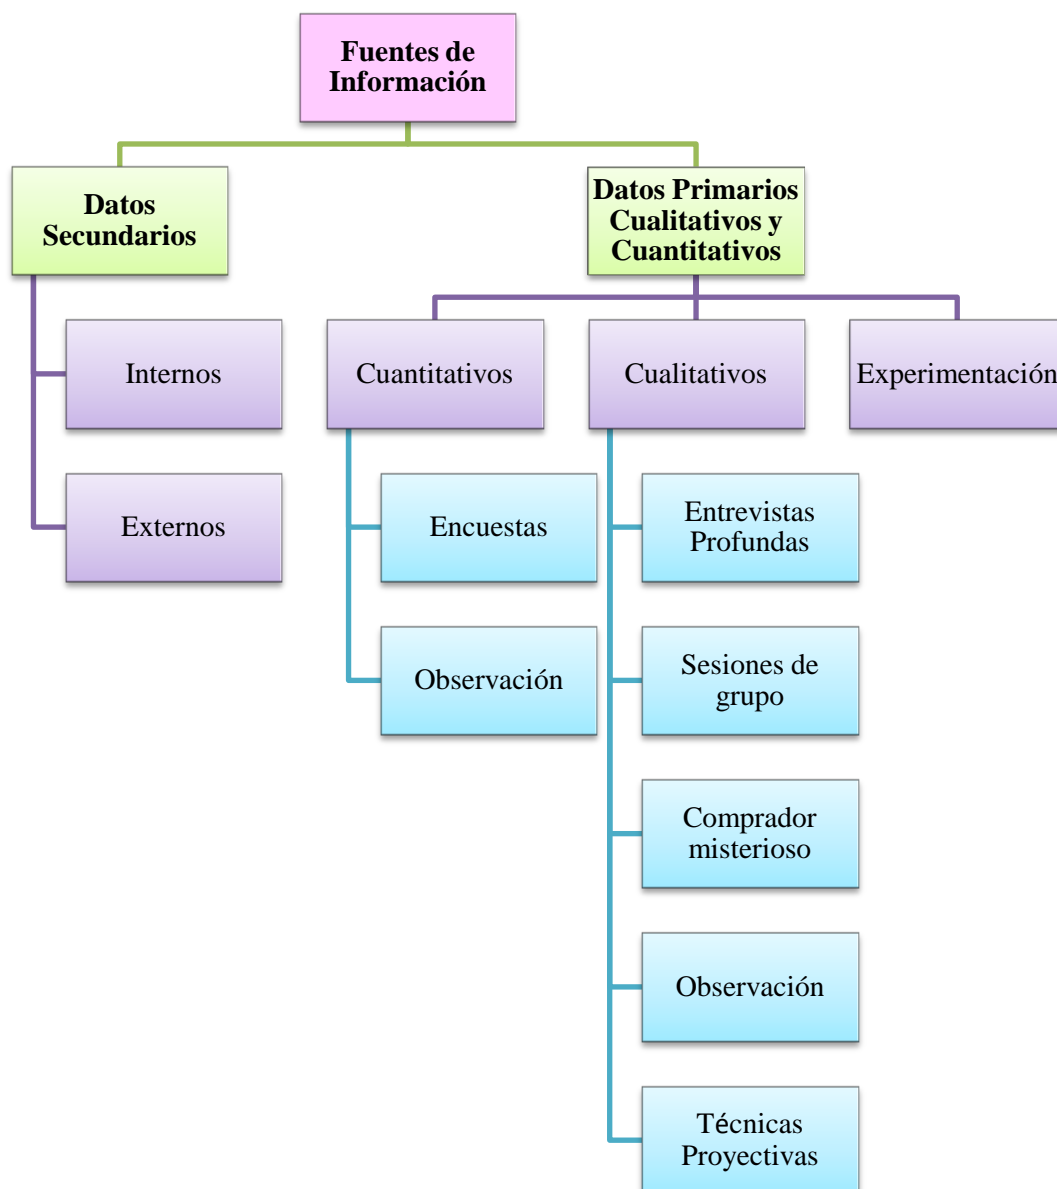 Fuentes de
Información
Datos
Secundarios
Datos Primarios
Cualitativos y
Cuantitativos
Internos
Cuantitativos
Cualitativos
Experimentación
Externos
Encuestas
Entrevistas
Profundas
Observación
Sesiones de
grupo
Comprador
misterioso
Observación
Técnicas
Proyectivas